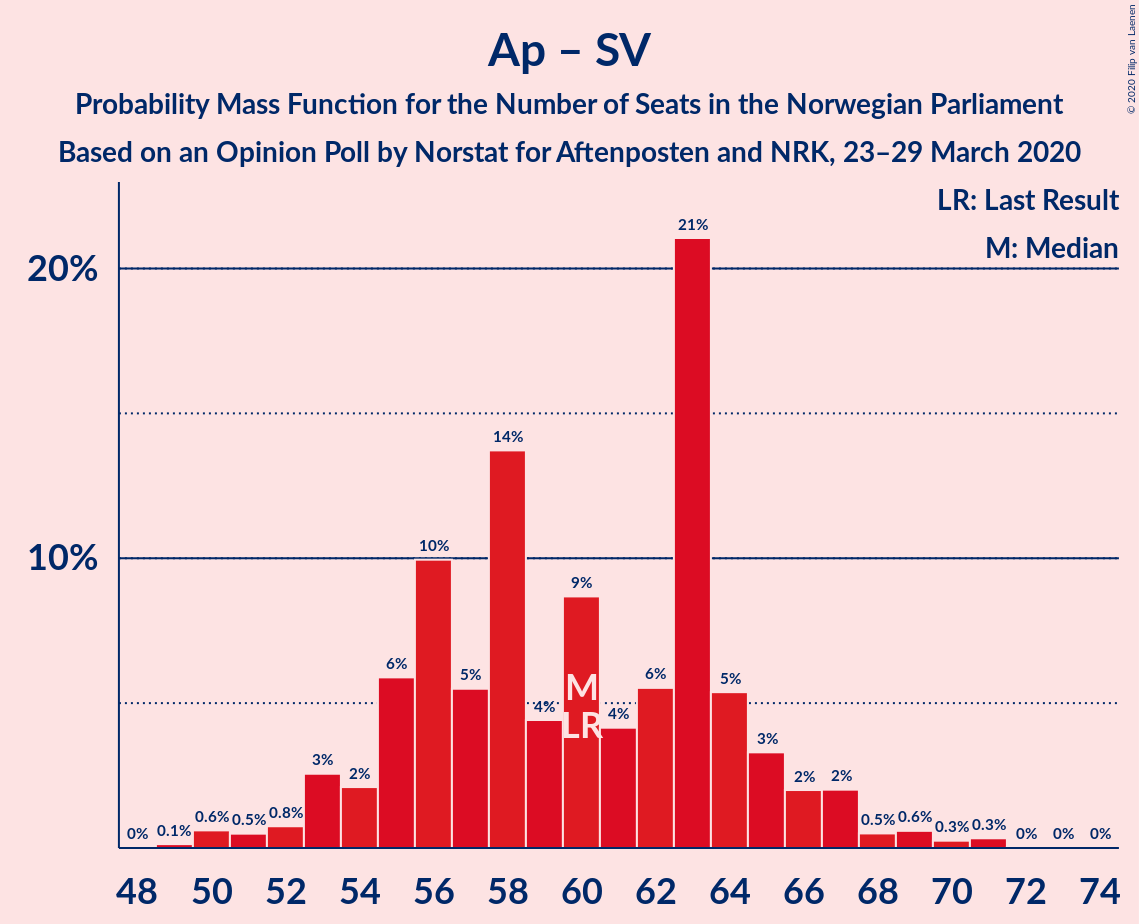 Ap – SV
Probability Mass Function for the Number of Seats in the Norwegian Parliament
Based on an Opinion Poll by Norstat for Aftenposten and NRK, 23–29 March 2020
© 2020 Filip van Laenen
LR: Last Result
M: Median
20%
10%
0% 0.1% 0.6% 0.5% 0.8% 3% 2% 6% 10% 5% 14% 4% 9% 4% 6% 21% 5% 3% 2% 2% 0.5% 0.6% 0.3% 0.3% 0% 0% 0%
M
LR
48 50 52 54 56 58 60 62 64 66 68 70 72 74